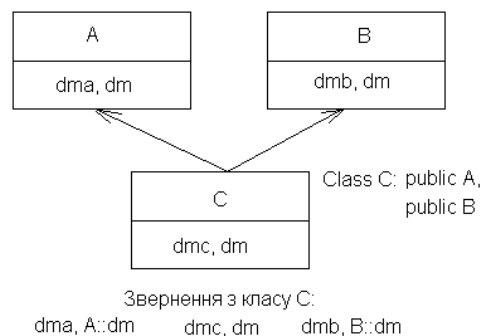 A
dma, dm
B
dmb, dm
C
dmc, dm
Class C: public A,
public B
Звернення з класу С:
dma, A::dm dmc, dm dmb, B::dm